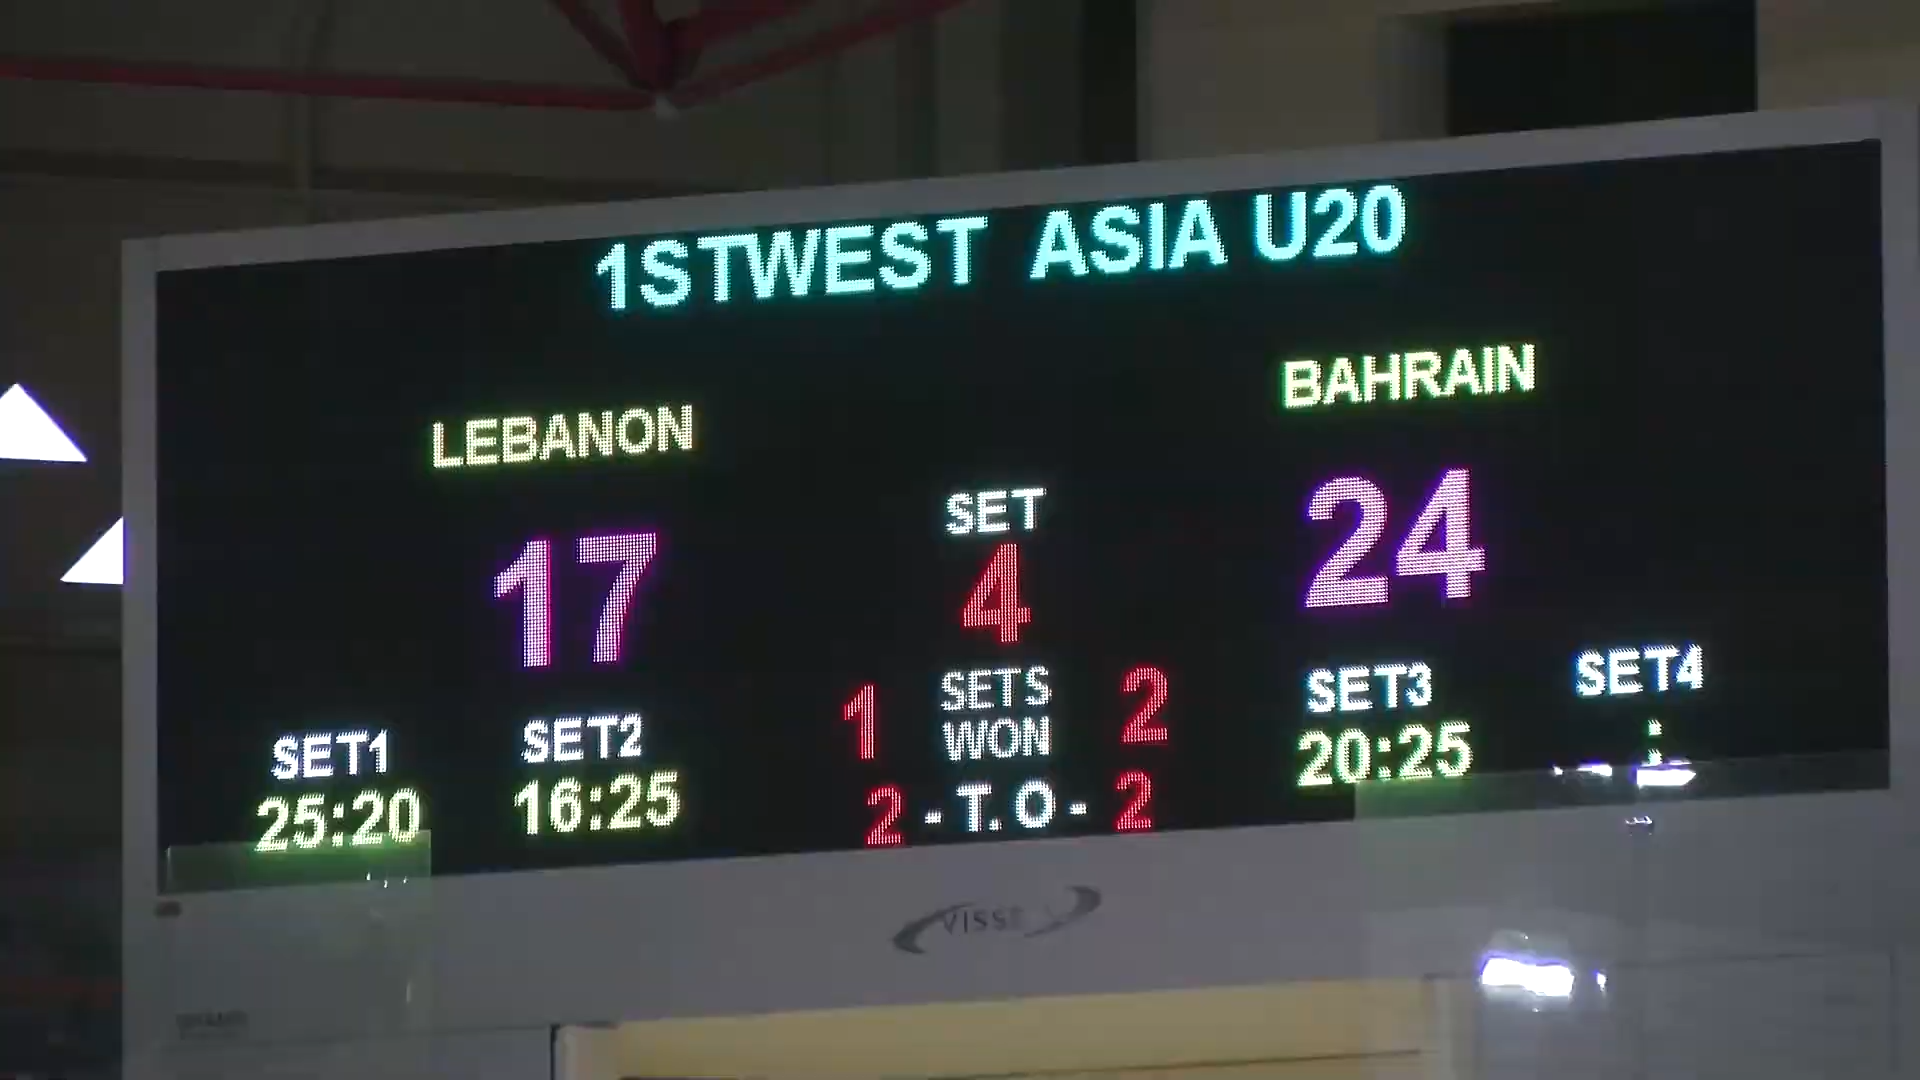 1STWEST ASIA U20
LEBANON
BAHRAIN
17
SET
4
24
SETS
WON
1
2
SET1
25:20
SET2
16:25
SET3
20:25
SET4
:
2 - T.O - 2